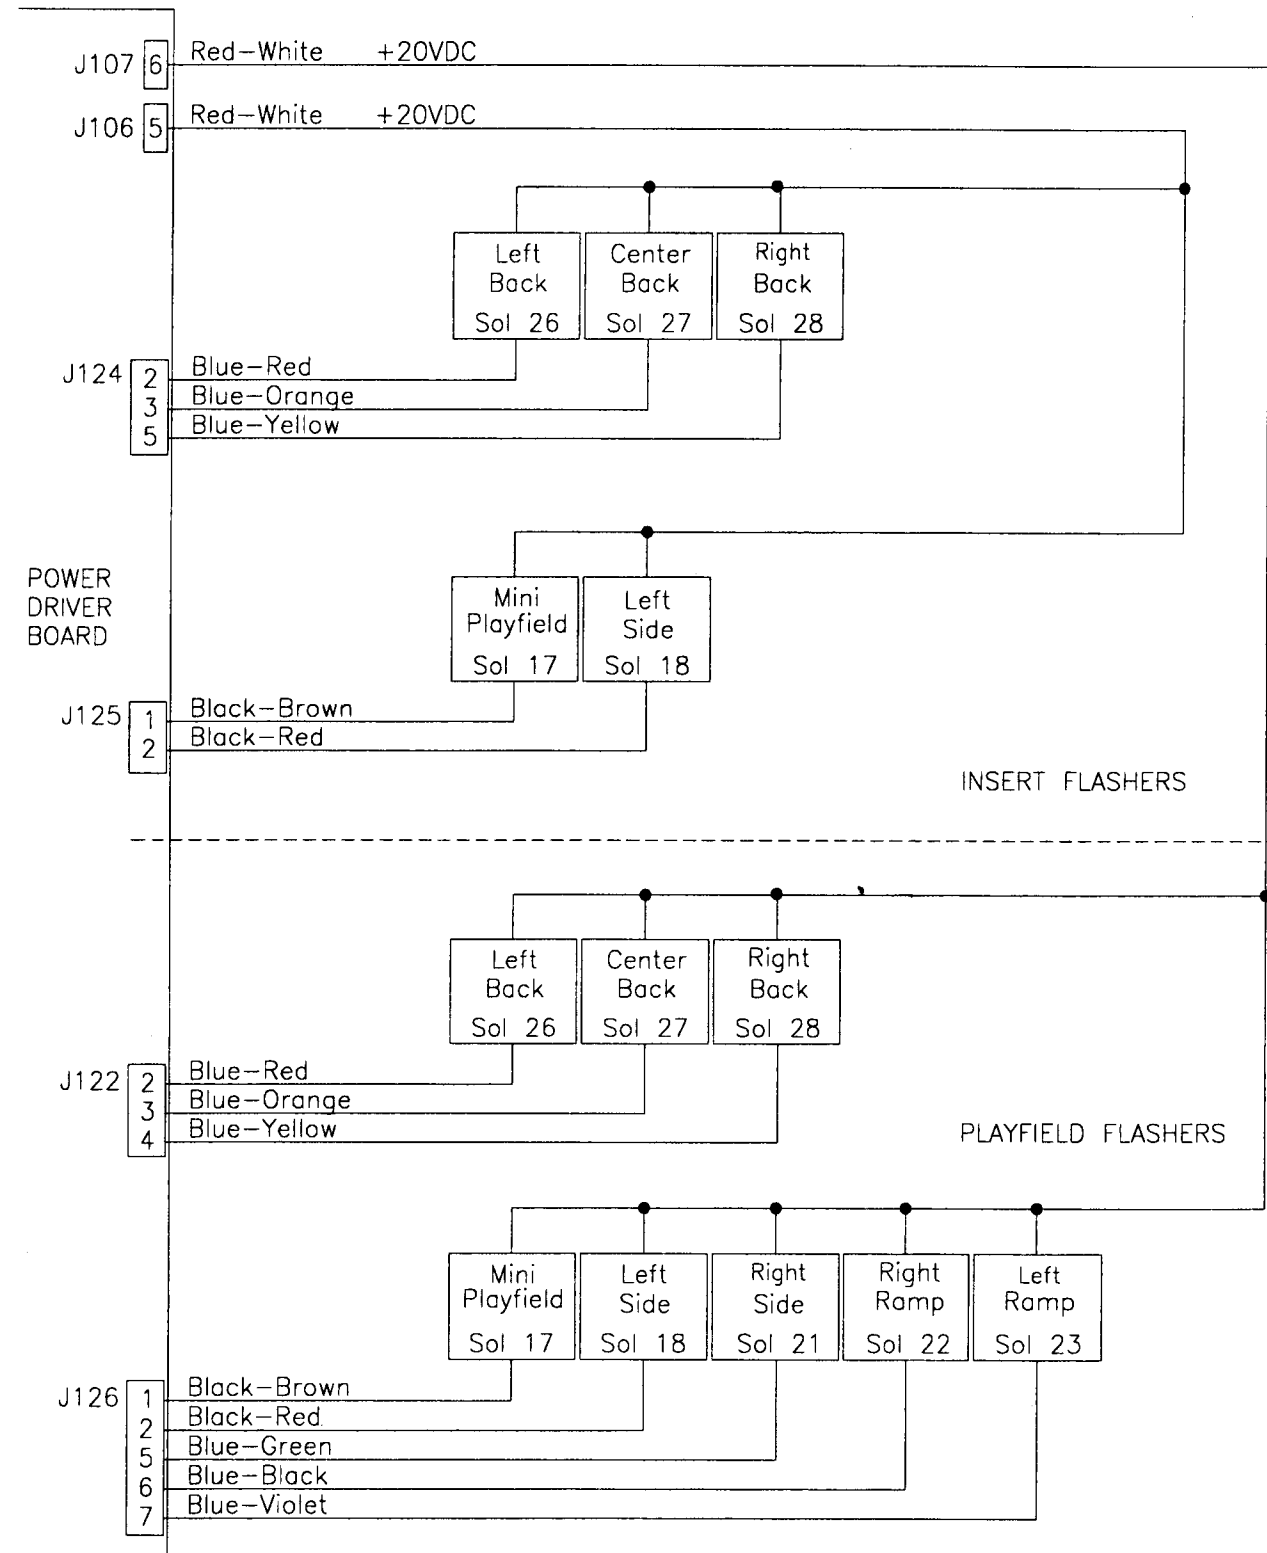 J107 6 Red-White +20VDC
J106 5 Red-White +20VDC
Left Back Sol 26
Center Back Sol 27
Right Back Sol 28
J124
2 Blue-Red
3 Blue-Orange
5 Blue-Yellow
POWER
DRIVER
BOARD
Mini Playfield Sol 17
Left Side Sol 18
J125
1 Black-Brown
2 Black-Red
INSERT FLASHERS
Left Back Sol 26
Center Back Sol 27
Right Back Sol 28
J122
2 Blue-Red
3 Blue-Orange
4 Blue-Yellow
PLAYFIELD FLASHERS
Mini Playfield Sol 17
Left Side Sol 18
Right Side Sol 21
Right Ramp Sol 22
Left Ramp Sol 23
J126
1 Black-Brown
2 Black-Red
5 Blue-Green
6 Blue-Black
7 Blue-Violet